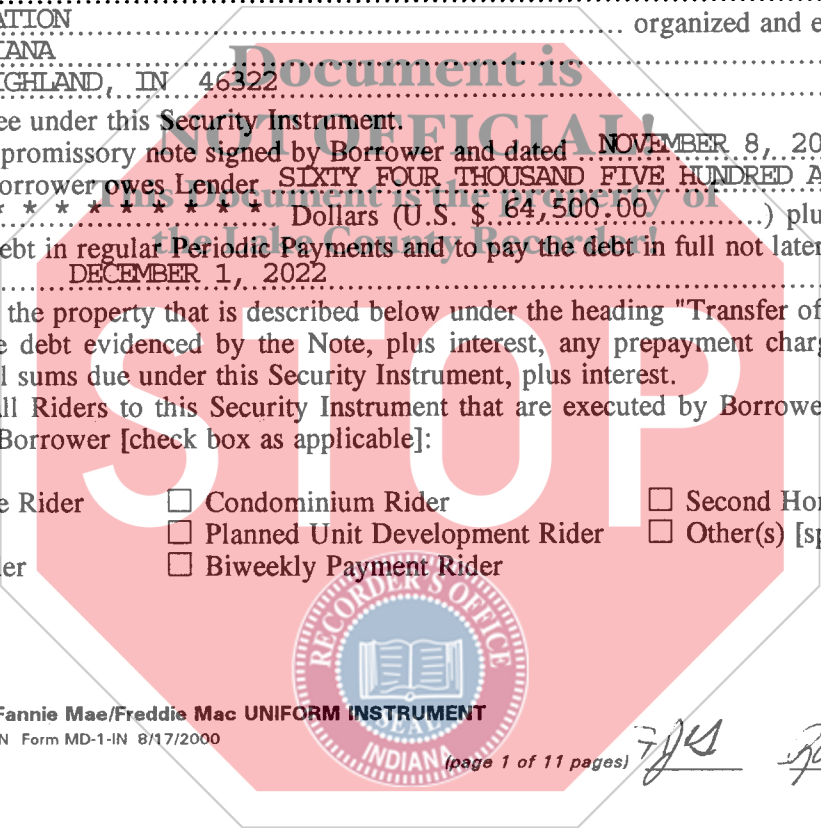 ATION organized and e
IANA
IGHLAND, IN 46322
Document is
ee under this Security Instrument.
NOT OFFICIAL!
promissory note signed by Borrower and dated NOVEMBER 8, 20
orrower owes Lender SIXTY FOUR THOUSAND FIVE HUNDRED A
This Document is the property of
* * * * * * * * * * Dollars (U.S. $ 64,500.00 ) plu
the Lake County Recorder!
ebt in regular Periodic Payments and to pay the debt in full not later
DECEMBER 1, 2022
the property that is described below under the heading "Transfer of
e debt evidenced by the Note, plus interest, any prepayment charg
l sums due under this Security Instrument, plus interest.
STOP
ll Riders to this Security Instrument that are executed by Borrowe
Borrower [check box as applicable]:
e Rider ☐ Condominium Rider ☐ Second Hor
☐ Planned Unit Development Rider ☐ Other(s) [sp
er ☐ Biweekly Payment Rider
RECORDER'S OFFICE
SEAL
INDIANA
Fannie Mae/Freddie Mac UNIFORM INSTRUMENT
N Form MD-1-IN 8/17/2000
(page 1 of 11 pages)